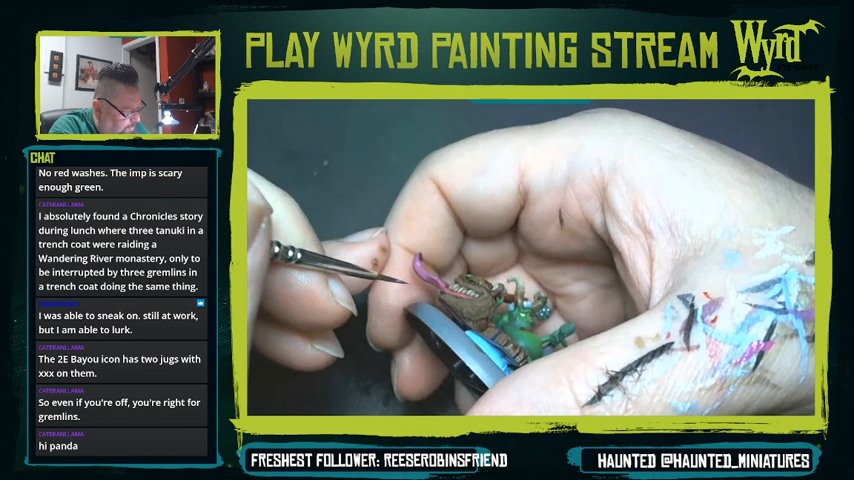 PLAY WYRD PAINTING STREAM
Wyrd
CHAT
No red washes. The imp is scary
enough green.
CATERANLLAMA
I absolutely found a Chronicles story
during lunch where three tanuki in a
trench coat were raiding a
Wandering River monastery, only to
be interrupted by three gremlins in
a trench coat doing the same thing.
I was able to sneak on. still at work,
but I am able to lurk.
CATERANLLAMA
The 2E Bayou icon has two jugs with
xxx on them.
CATERANLLAMA
So even if you're off, you're right for
gremlins.
CATERANLLAMA
hi panda
FRESHEST FOLLOWER: REESEROBINSFRIEND
HAUNTED @HAUNTED_MINIATURES